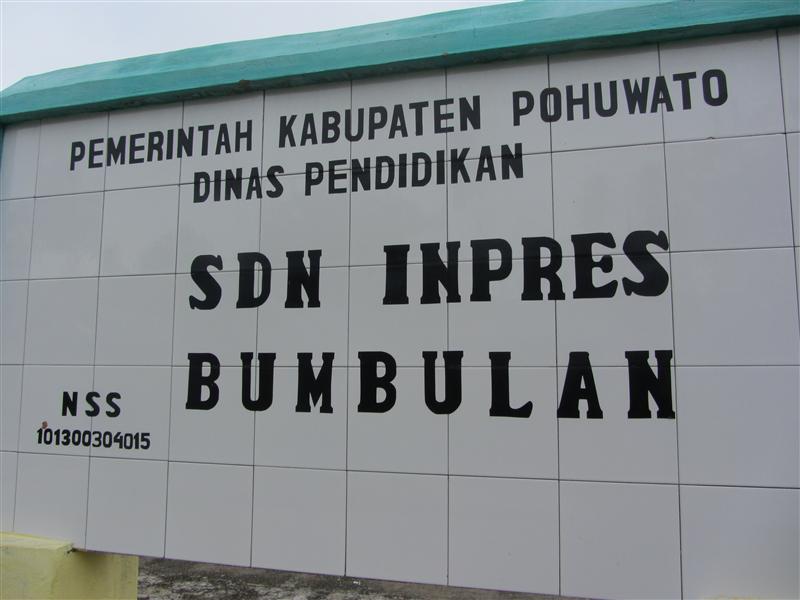 PEMERINTAH KABUPATEN POHUWATO
DINAS PENDIDIKAN
SDN INPRES
BUMBULAN
NSS
101300304015